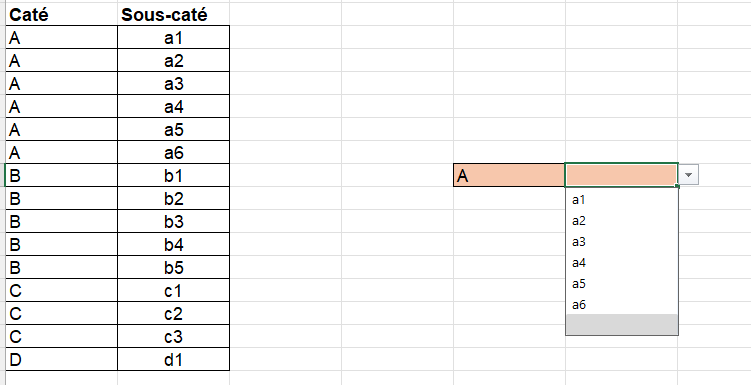 Caté Sous-caté
A a1
A a2
A a3
A a4
A a5
A a6
B b1
B b2
B b3
B b4
B b5
C c1
C c2
C c3
D d1
A
a1
a2
a3
a4
a5
a6